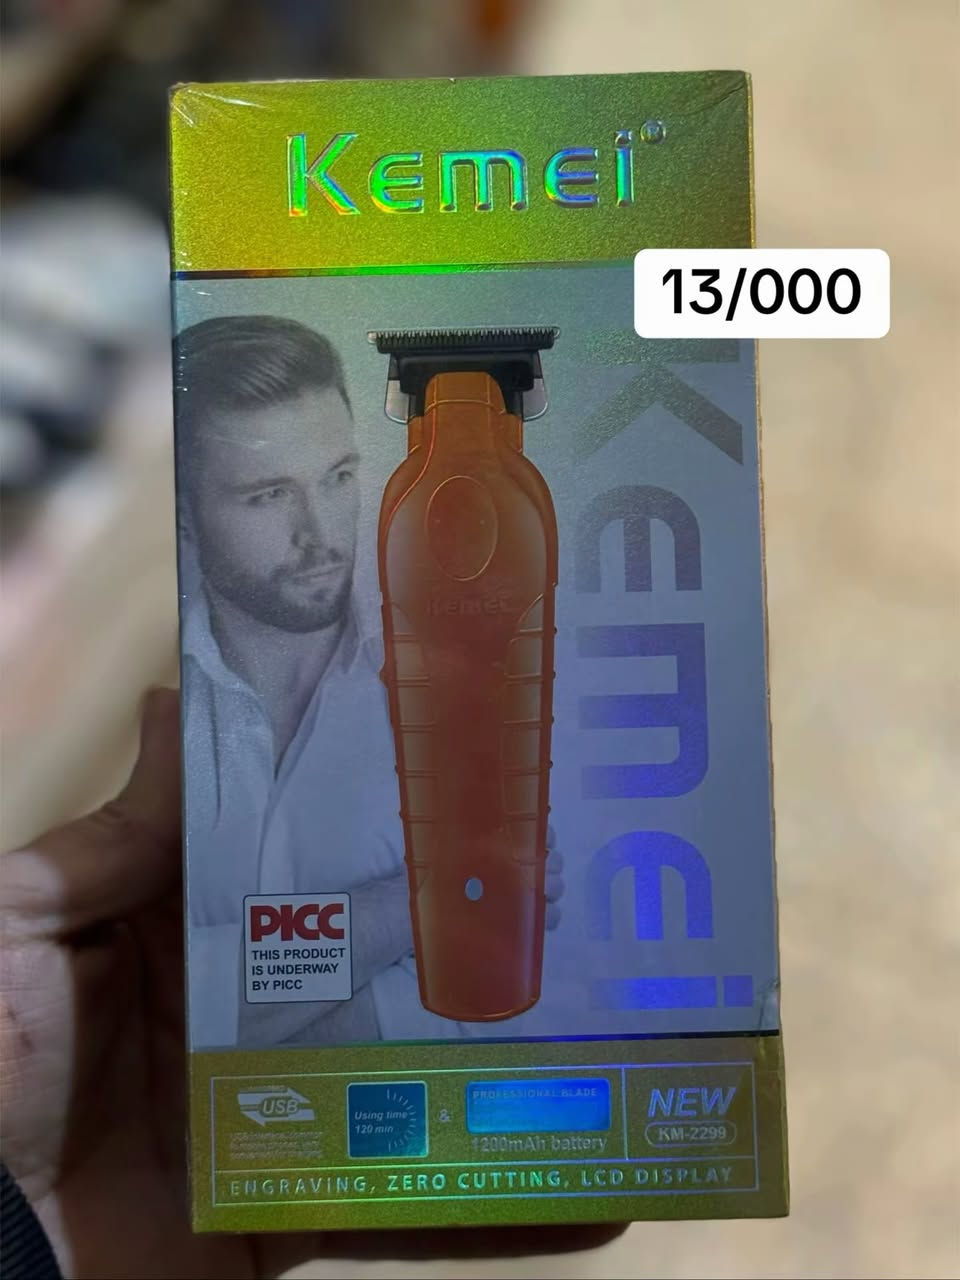 Kemei®
13/000
Kemei
Kemei
PICC
THIS PRODUCT
IS UNDERWAY
BY PICC
USB
Using time
120 min
&
PROFESSIONAL BLADE
1200mAh battery
NEW
KM-2299
ENGRAVING, ZERO CUTTING, LCD DISPLAY